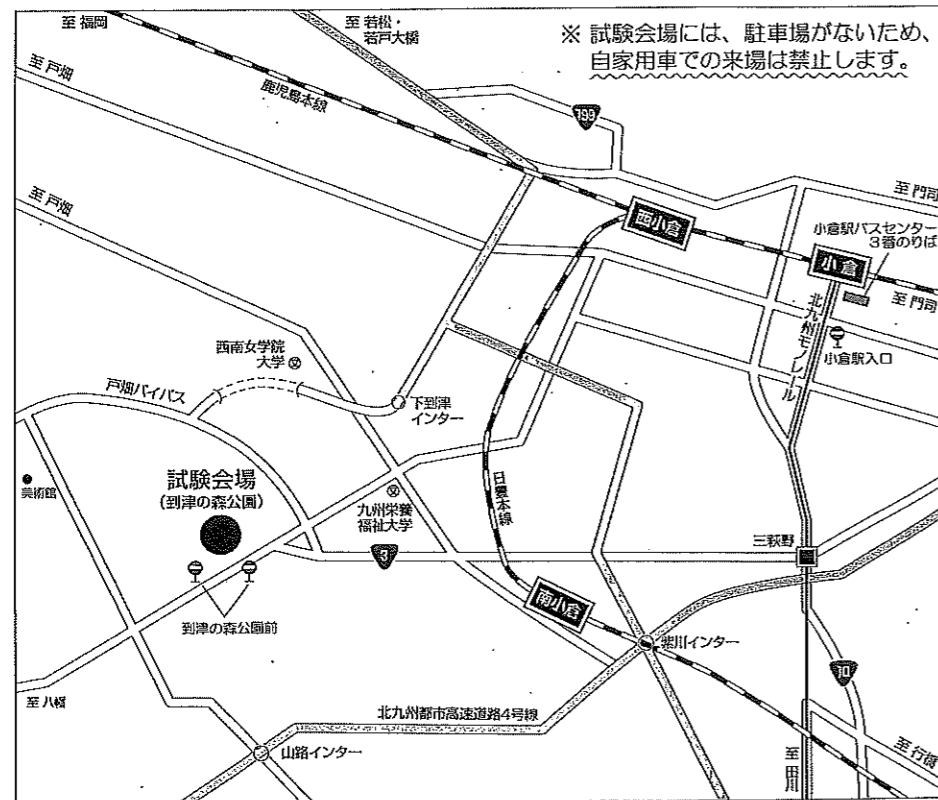 ※ 試験会場には、駐車場がないため、
自家用車での来場は禁止します。
至 福岡
至 若松・
若戸大橋
至 戸畑
鹿児島本線
199
至 戸畑
至 門司
西小倉
小倉駅バスセンター
3番のりば
小倉
至 門司
北九州モノレール
小倉駅入口
西南女学院
大学
戸畑バイパス
下到津
インター
美術館
試験会場
(到津の森公園)
九州栄養
福祉大学
日豊本線
三萩野
3
到津の森公園前
南小倉
紫川インター
10
至 八幡
北九州都市高速道路4号線
山路インター
至 田川
至 行橋